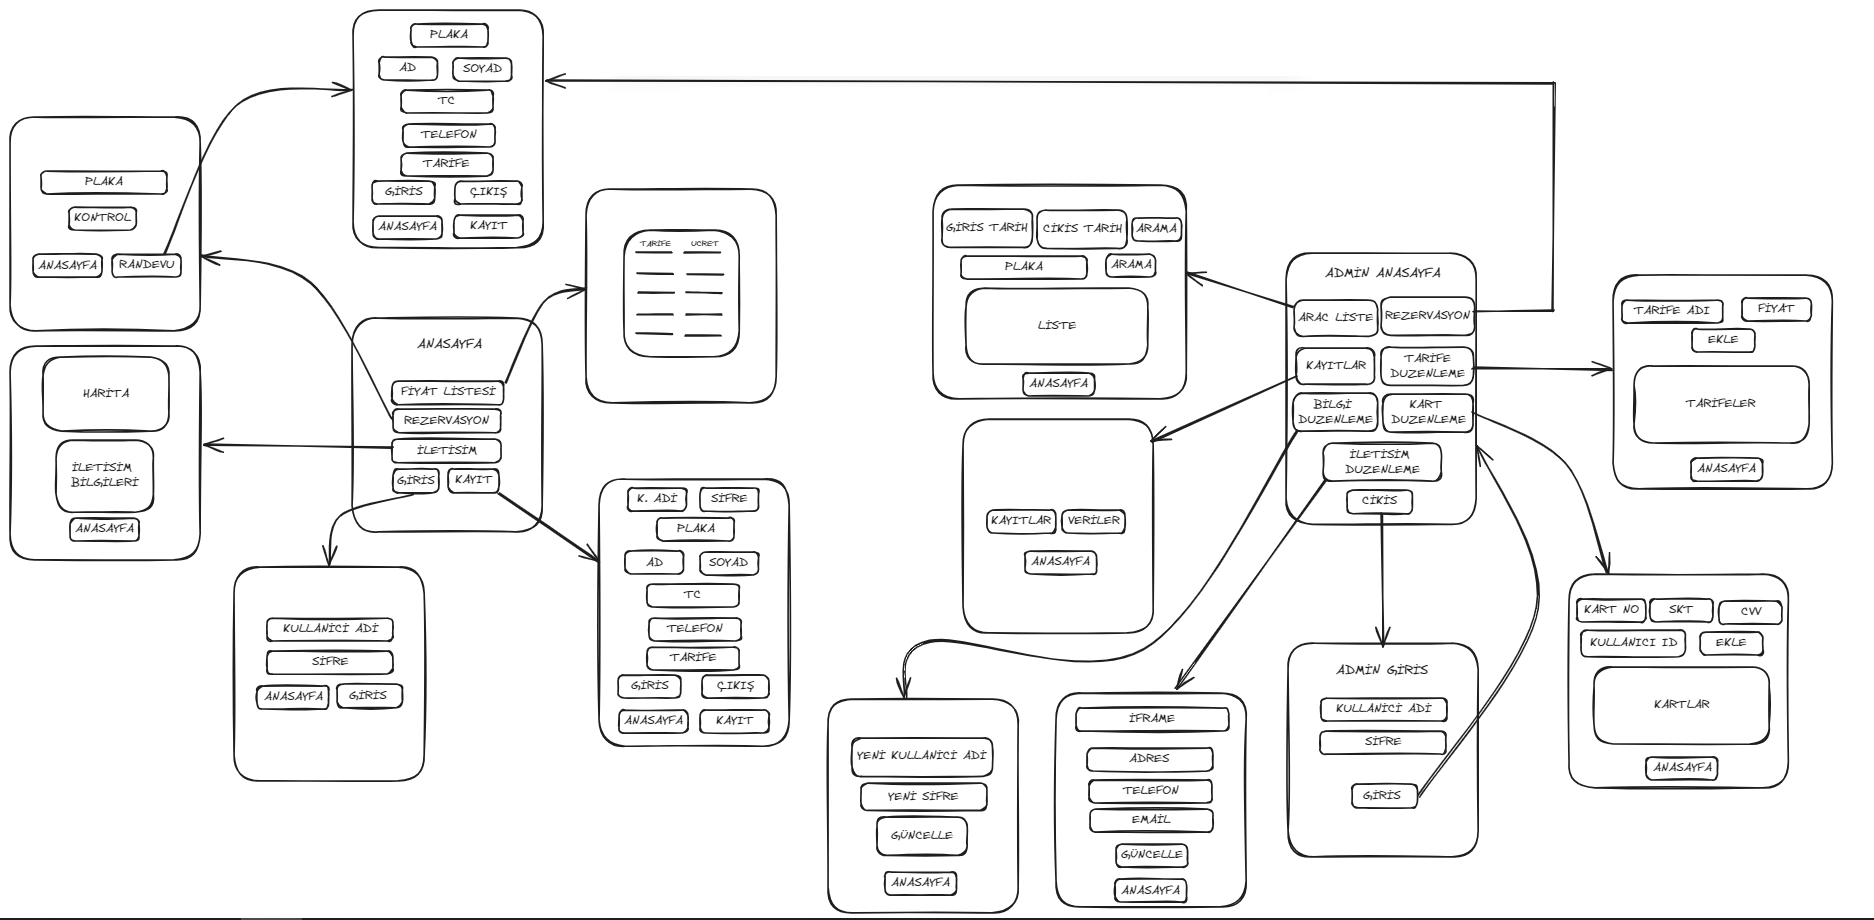 PLAKA
AD
SOYAD
TC
TELEFON
TARİFE
GİRİS
ÇIKIŞ
ANASAYFA
KAYIT
PLAKA
KONTROL
ANASAYFA
RANDEVU
HARİTA
İLETİSİM
BİLGİLERİ
ANASAYFA
ANASAYFA
FİYAT LİSTESİ
REZERVASYON
İLETİSİM
GİRİS
KAYIT
TARİFE
UCRET
KULLANİCİ ADİ
SİFRE
ANASAYFA
GİRİS
K. ADİ
SİFRE
PLAKA
AD
SOYAD
TC
TELEFON
TARİFE
GİRİS
ÇIKIŞ
ANASAYFA
KAYIT
GİRİS TARİH
CİKİS TARİH
ARAMA
PLAKA
ARAMA
LİSTE
ANASAYFA
KAYITLAR
VERİLER
ANASAYFA
ADMİN ANASAYFA
ARAC LİSTE
REZERVASYON
KAYITLAR
TARİFE
DUZENLEME
BİLGİ
DUZENLEME
KART
DUZENLEME
İLETİSİM
DUZENLEME
CİKİS
TARİFE ADI
FİYAT
EKLE
TARİFELER
ANASAYFA
YENİ KULLANİCİ ADİ
YENİ SİFRE
GÜNCELLE
ANASAYFA
İFRAME
ADRES
TELEFON
EMAİL
GÜNCELLE
ANASAYFA
ADMİN GİRİS
KULLANİCİ ADİ
SİFRE
GİRİS
KART NO
SKT
CVV
KULLANICI ID
EKLE
KARTLAR
ANASAYFA